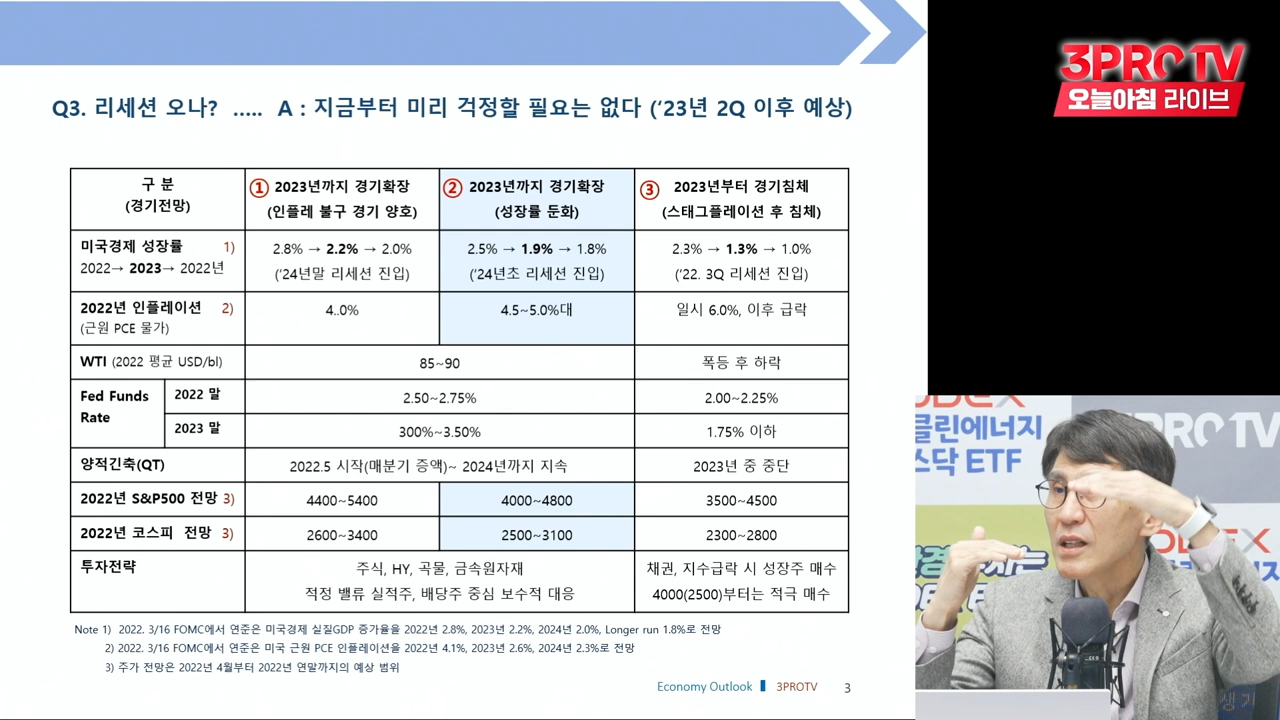 3PROTV
오늘아침 라이브
Q3. 리세션 오나? ..... A : 지금부터 미리 걱정할 필요는 없다 (‘23년 2Q 이후 예상)
구 분
(경기전망)
① 2023년까지 경기확장
(인플레 불구 경기 양호)
② 2023년까지 경기확장
(성장률 둔화)
③ 2023년부터 경기침체
(스태그플레이션 후 침체)
미국경제 성장률 1)
2022→ 2023→ 2022년
2.8% → 2.2% → 2.0%
(‘24년말 리세션 진입)
2.5% → 1.9% → 1.8%
(‘24년초 리세션 진입)
2.3% → 1.3% → 1.0%
(‘22. 3Q 리세션 진입)
2022년 인플레이션 2)
(근원 PCE 물가)
4..0%
4.5~5.0%대
일시 6.0%, 이후 급락
WTI (2022 평균 USD/bl)
85~90
폭등 후 하락
Fed Funds
Rate
2022 말
2.50~2.75%
2.00~2.25%
2023 말
300%~3.50%
1.75% 이하
양적긴축(QT)
2022.5 시작(매분기 증액)~ 2024년까지 지속
2023년 중 중단
2022년 S&P500 전망 3)
4400~5400
4000~4800
3500~4500
2022년 코스피 전망 3)
2600~3400
2500~3100
2300~2800
투자전략
주식, HY, 곡물, 금속원자재
적정 밸류 실적주, 배당주 중심 보수적 대응
채권, 지수급락 시 성장주 매수
4000(2500)부터는 적극 매수
Note 1) 2022. 3/16 FOMC에서 연준은 미국경제 실질GDP 증가율을 2022년 2.8%, 2023년 2.2%, 2024년 2.0%, Longer run 1.8%로 전망
2) 2022. 3/16 FOMC에서 연준은 미국 근원 PCE 인플레이션을 2022년 4.1%, 2023년 2.6%, 2024년 2.3%로 전망
3) 주가 전망은 2022년 4월부터 2022년 연말까지의 예상 범위
Economy Outlook 3PROTV 3
클린에너지
스닥 ETF
3PROTV